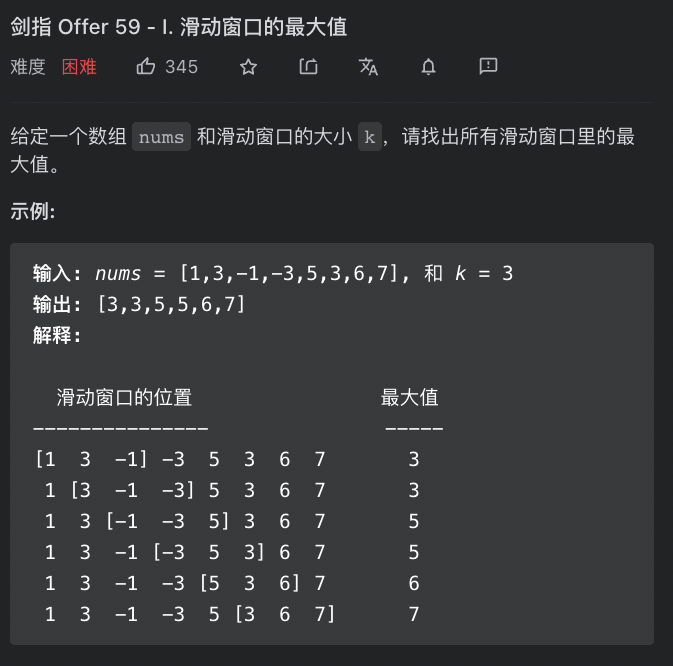 剑指 Offer 59 - I. 滑动窗口的最大值
难度 困难 345
给定一个数组 nums 和滑动窗口的大小 k，请找出所有滑动窗口里的最
大值。
示例:
输入: nums = [1,3,-1,-3,5,3,6,7], 和 k = 3
输出: [3,3,5,5,6,7]
解释:
滑动窗口的位置 最大值
--------------- -----
[1 3 -1] -3 5 3 6 7 3
1 [3 -1 -3] 5 3 6 7 3
1 3 [-1 -3 5] 3 6 7 5
1 3 -1 [-3 5 3] 6 7 5
1 3 -1 -3 [5 3 6] 7 6
1 3 -1 -3 5 [3 6 7] 7